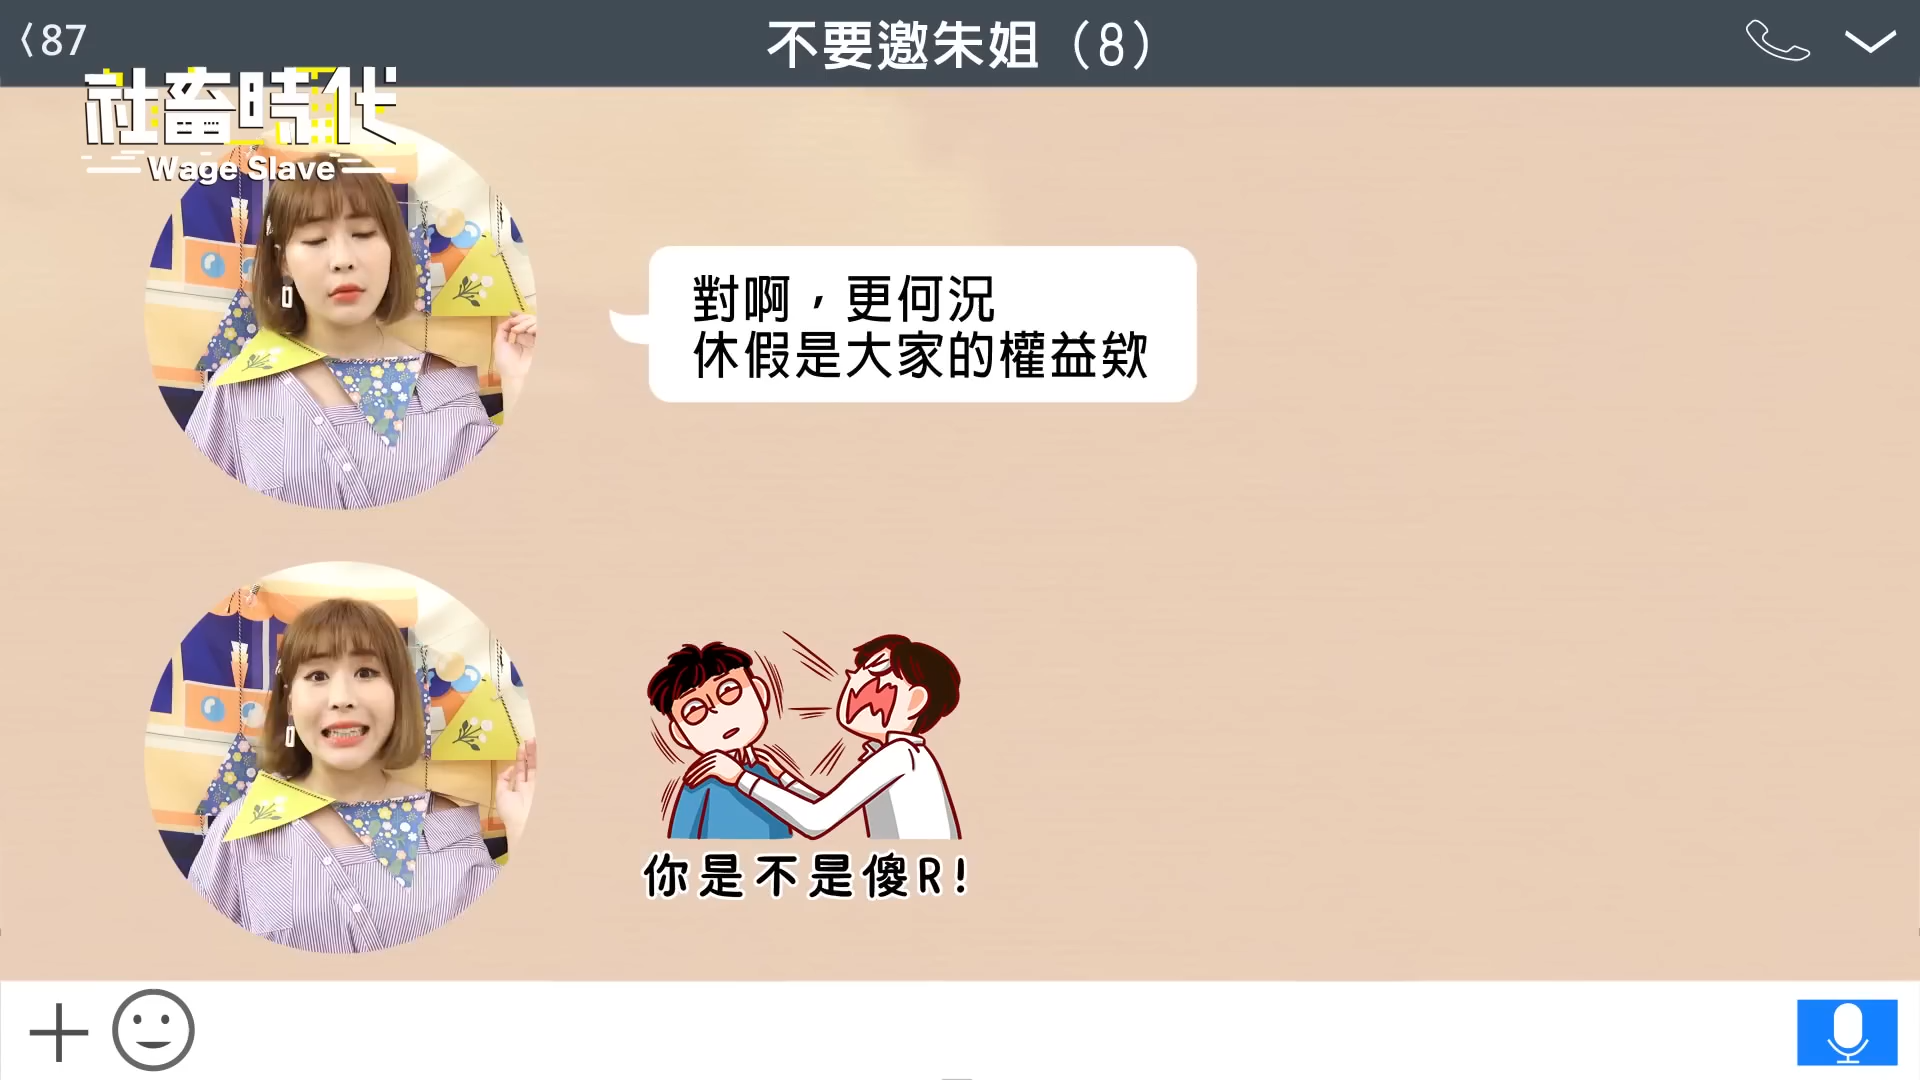 87
不要邀朱姐（8）
社畜時代
Wage Slave
對啊，更何況
休假是大家的權益欸
你是不是傻R!